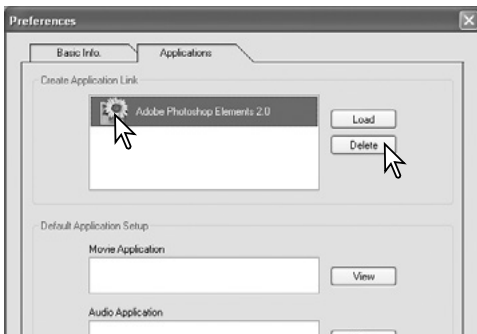 Preferences
Basic Info. Applications
Create Application Link
Adobe Photoshop Elements 2.0
Load
Delete
Default Application Setup
Movie Application
View
Audio Application